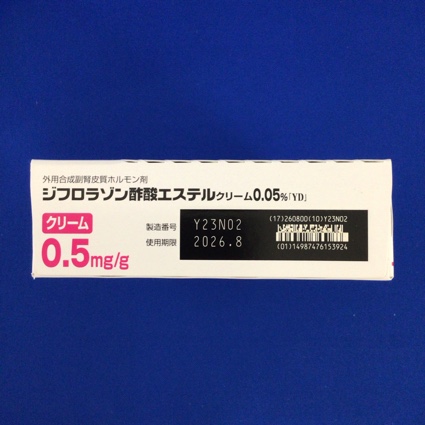 外用合成副腎皮質ホルモン剤
ジフロラゾン酢酸エステルクリーム0.05%「YD」
クリーム
0.5mg/g
製造番号 Y23N02
使用期限 2026.8
(17)260800(10)Y23N02
(01)14987476153924